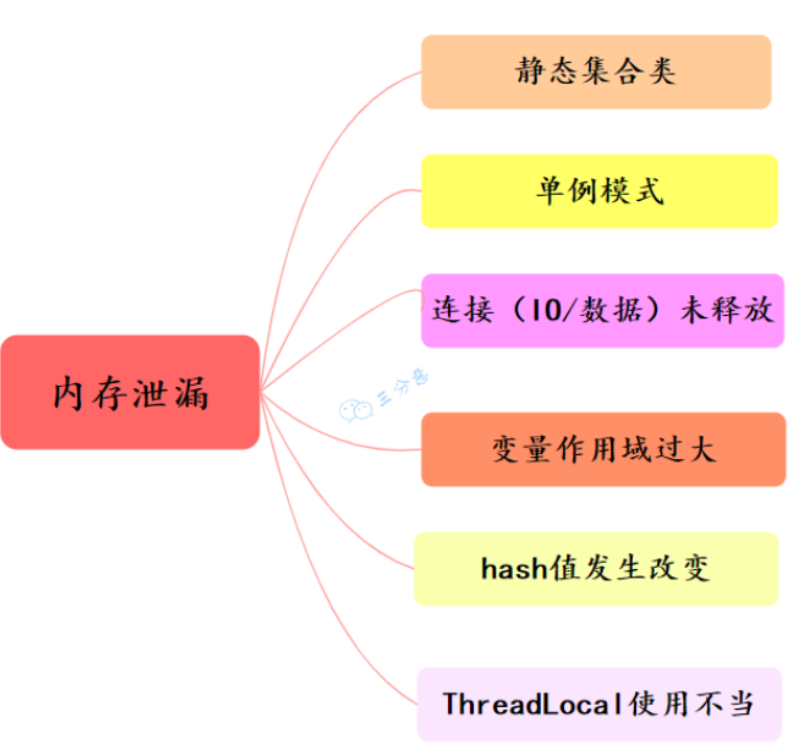 静态集合类
单例模式
连接（IO/数据）未释放
内存泄漏
三分恶
变量作用域过大
hash值发生改变
ThreadLocal使用不当